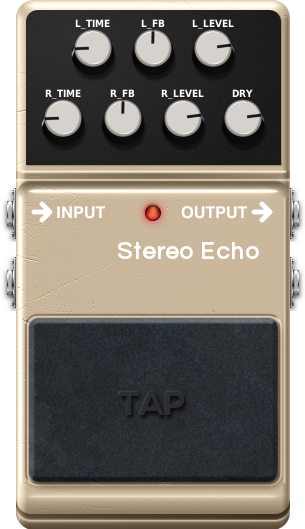 L_TIME L_FB L_LEVEL
R_TIME R_FB R_LEVEL DRY
INPUT OUTPUT
Stereo Echo
TAP